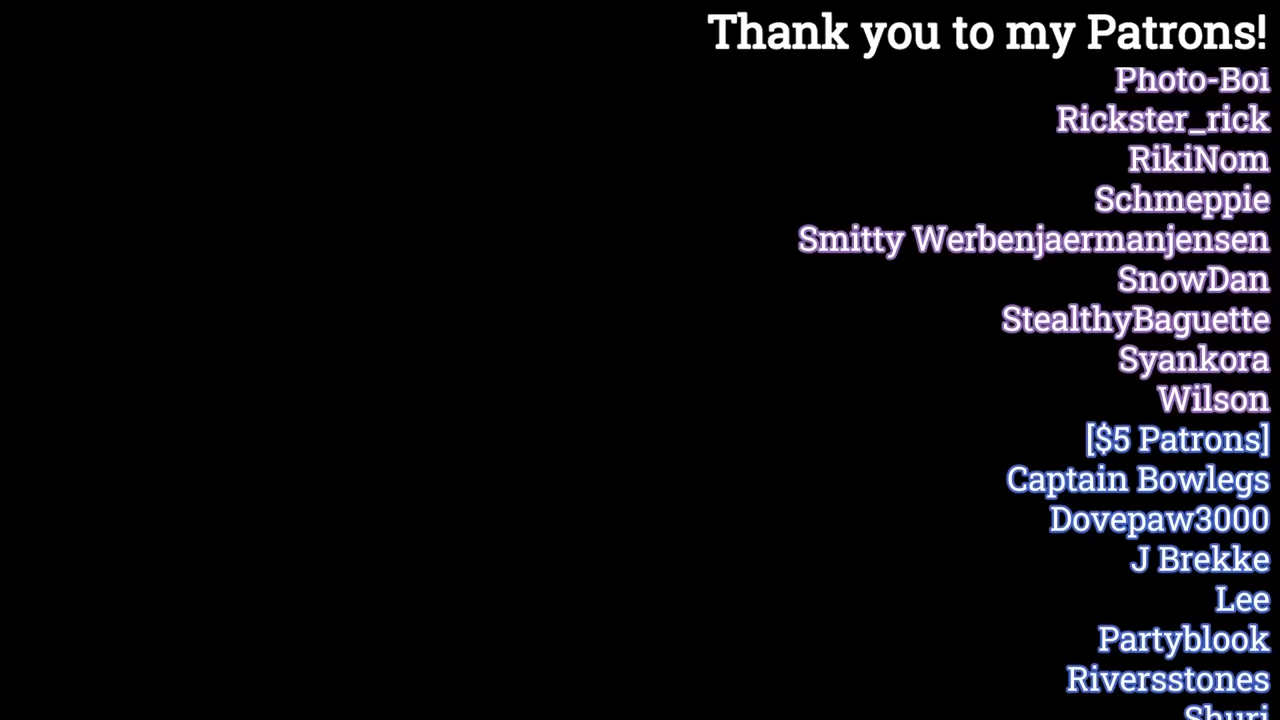 Thank you to my Patrons!
Photo-Boi
Rickster_rick
RikiNom
Schmeppie
Smitty Werbenjaermanjensen
SnowDan
StealthyBaguette
Syankora
Wilson
[$5 Patrons]
Captain Bowlegs
Dovepaw3000
J Brekke
Lee
Partyblook
Riversstones
Shuri